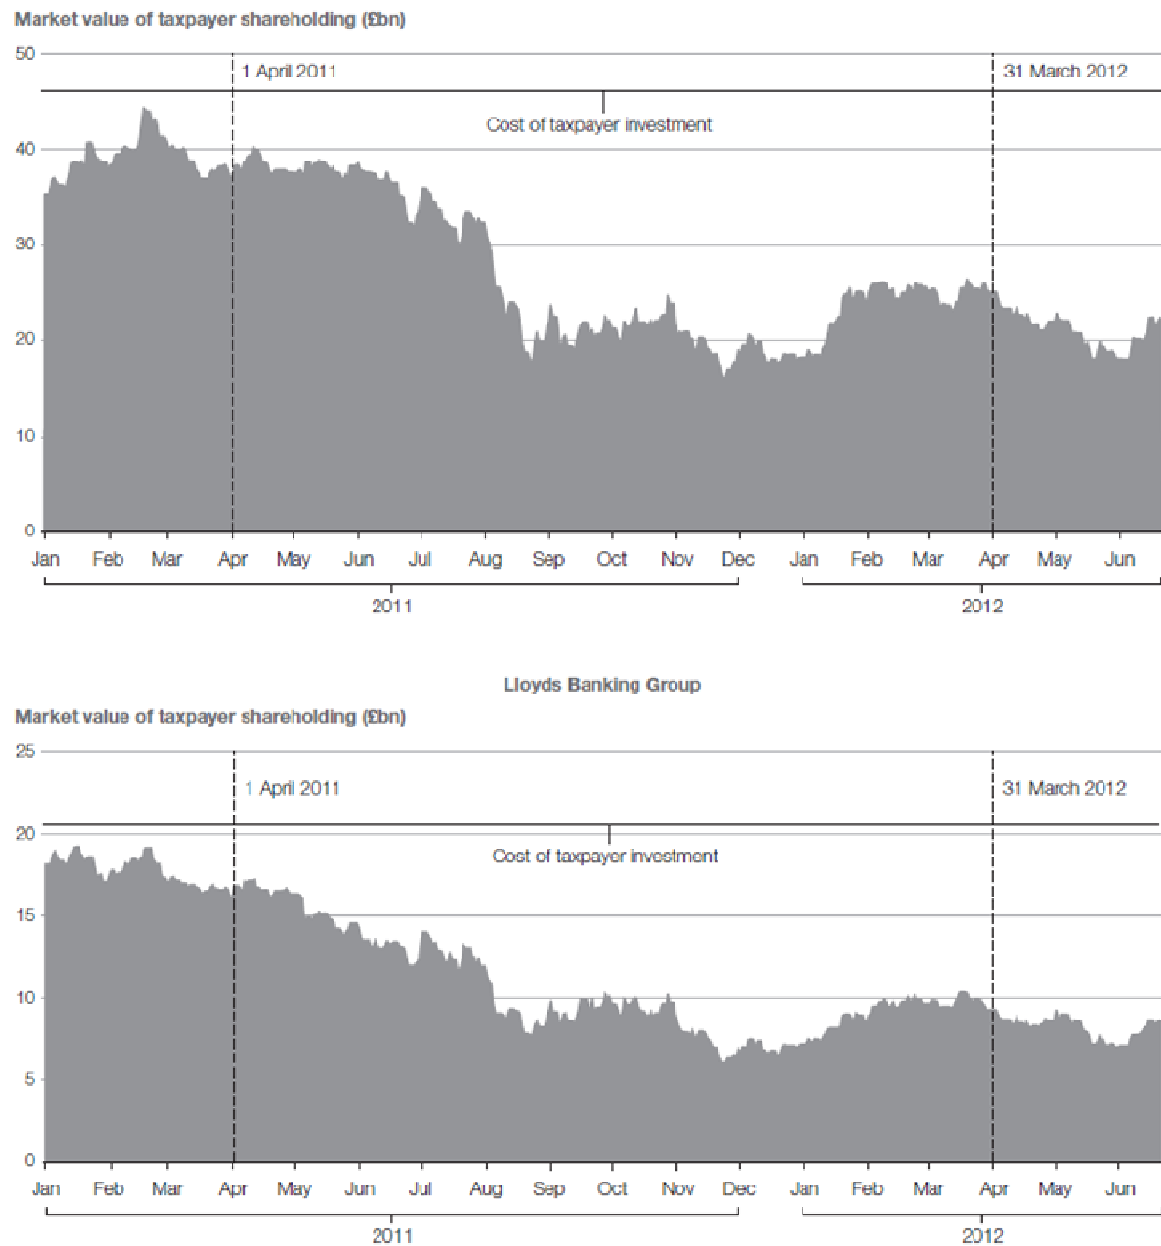 Market value of taxpayer shareholding (£bn)
50
1 April 2011
31 March 2012
Cost of taxpayer investment
40
30
20
10
0
Jan Feb Mar Apr May Jun Jul Aug Sep Oct Nov Dec Jan Feb Mar Apr May Jun
2011 2012
Lloyds Banking Group
Market value of taxpayer shareholding (£bn)
25
1 April 2011
31 March 2012
20
Cost of taxpayer investment
15
10
5
0
Jan Feb Mar Apr May Jun Jul Aug Sep Oct Nov Dec Jan Feb Mar Apr May Jun
2011 2012